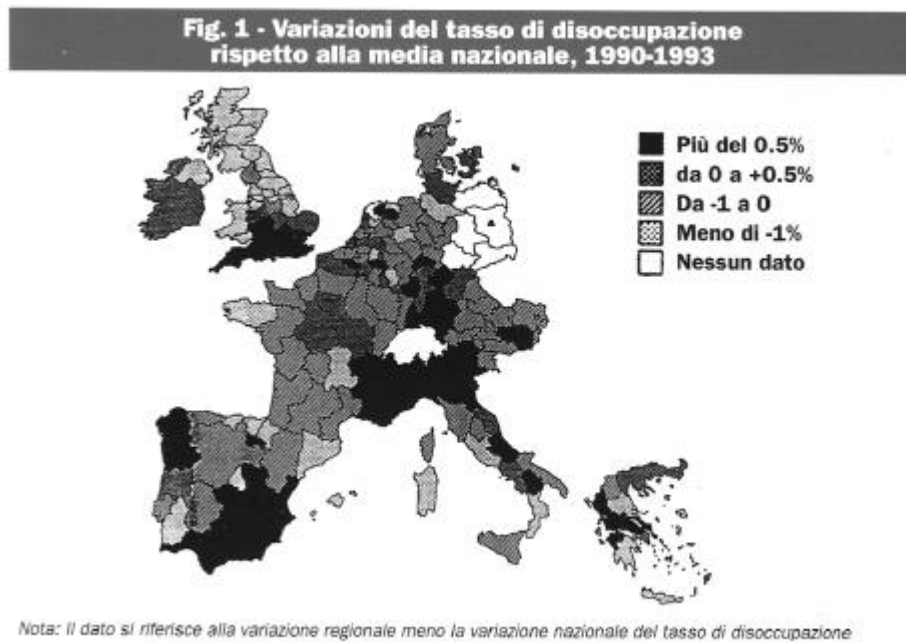 Fig. 1 - Variazioni del tasso di disoccupazione
rispetto alla media nazionale, 1990-1993
Più del 0.5%
da 0 a +0.5%
Da -1 a 0
Meno di -1%
Nessun dato
Nota: Il dato si riferisce alla variazione regionale meno la variazione nazionale del tasso di disoccupazione